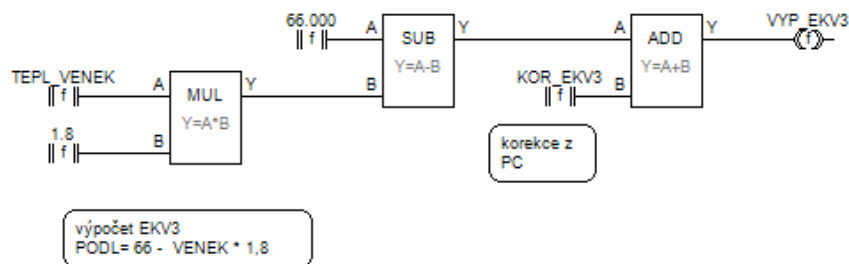 66.000
f
A
SUB
Y
Y=A-B
B
A
ADD
Y
Y=A+B
B
VYP_EKV3
f
KOR_EKV3
f
TEPL_VENEK
f
A
MUL
Y
Y=A*B
B
1.8
f
korekce z
PC
výpočet EKV3
PODL= 66 - VENEK * 1,8